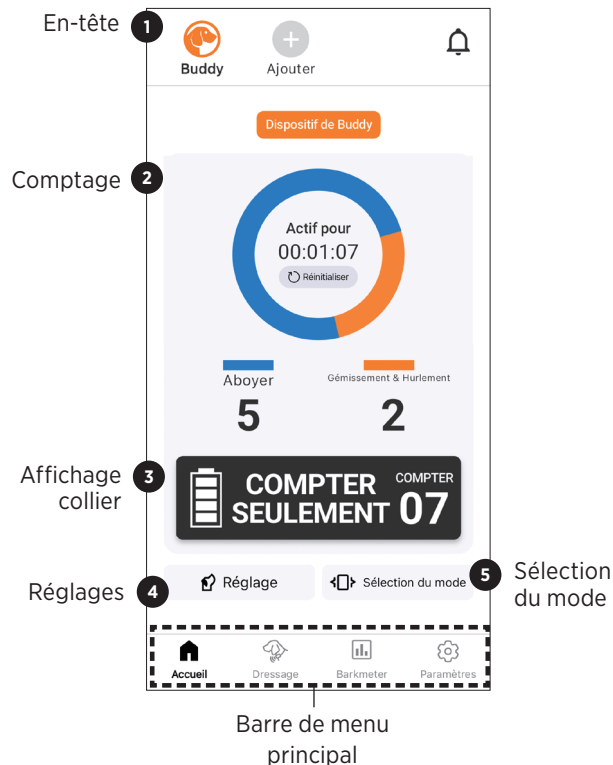 En-tête
1
Buddy
Ajouter
Dispositif de Buddy
Comptage
2
Actif pour
00:01:07
Réinitialiser
Aboyer
Gémissement & Hurlement
5
2
Affichage
collier
3
COMPTER
SEULEMENT
COMPTER
07
Réglages
4
Réglage
Sélection du mode
5
Sélection
du mode
Accueil
Dressage
Barkmeter
Paramètres
Barre de menu
principal